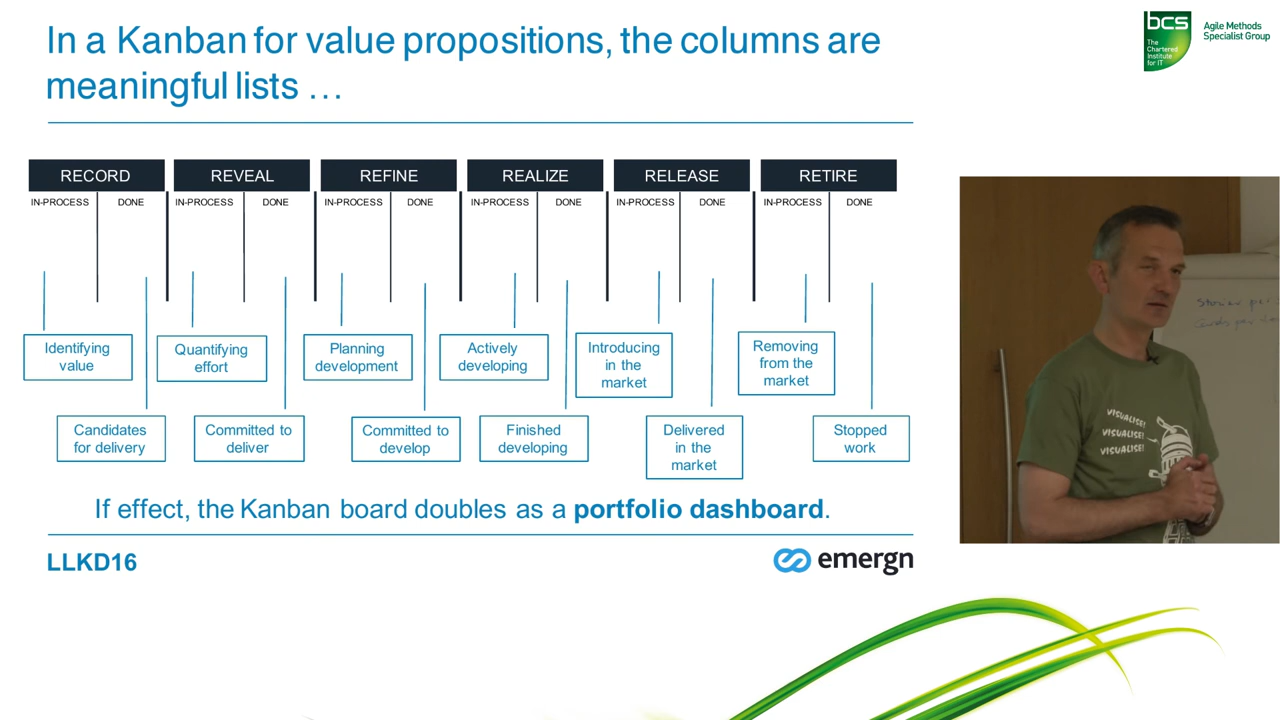 In a Kanban for value propositions, the columns are
meaningful lists …
bcs
The
Chartered
Institute
for IT
Agile Methods
Specialist Group
RECORD
REVEAL
REFINE
REALIZE
RELEASE
RETIRE
IN-PROCESS
DONE
IN-PROCESS
DONE
IN-PROCESS
DONE
IN-PROCESS
DONE
IN-PROCESS
DONE
IN-PROCESS
DONE
Identifying
value
Quantifying
effort
Planning
development
Actively
developing
Introducing
in the
market
Removing
from the
market
Candidates
for delivery
Committed to
deliver
Committed to
develop
Finished
developing
Delivered
in the
market
Stopped
work
If effect, the Kanban board doubles as a portfolio dashboard.
LLKD16
emergn
VISUALISE!
VISUALISE!
VISUALISE!